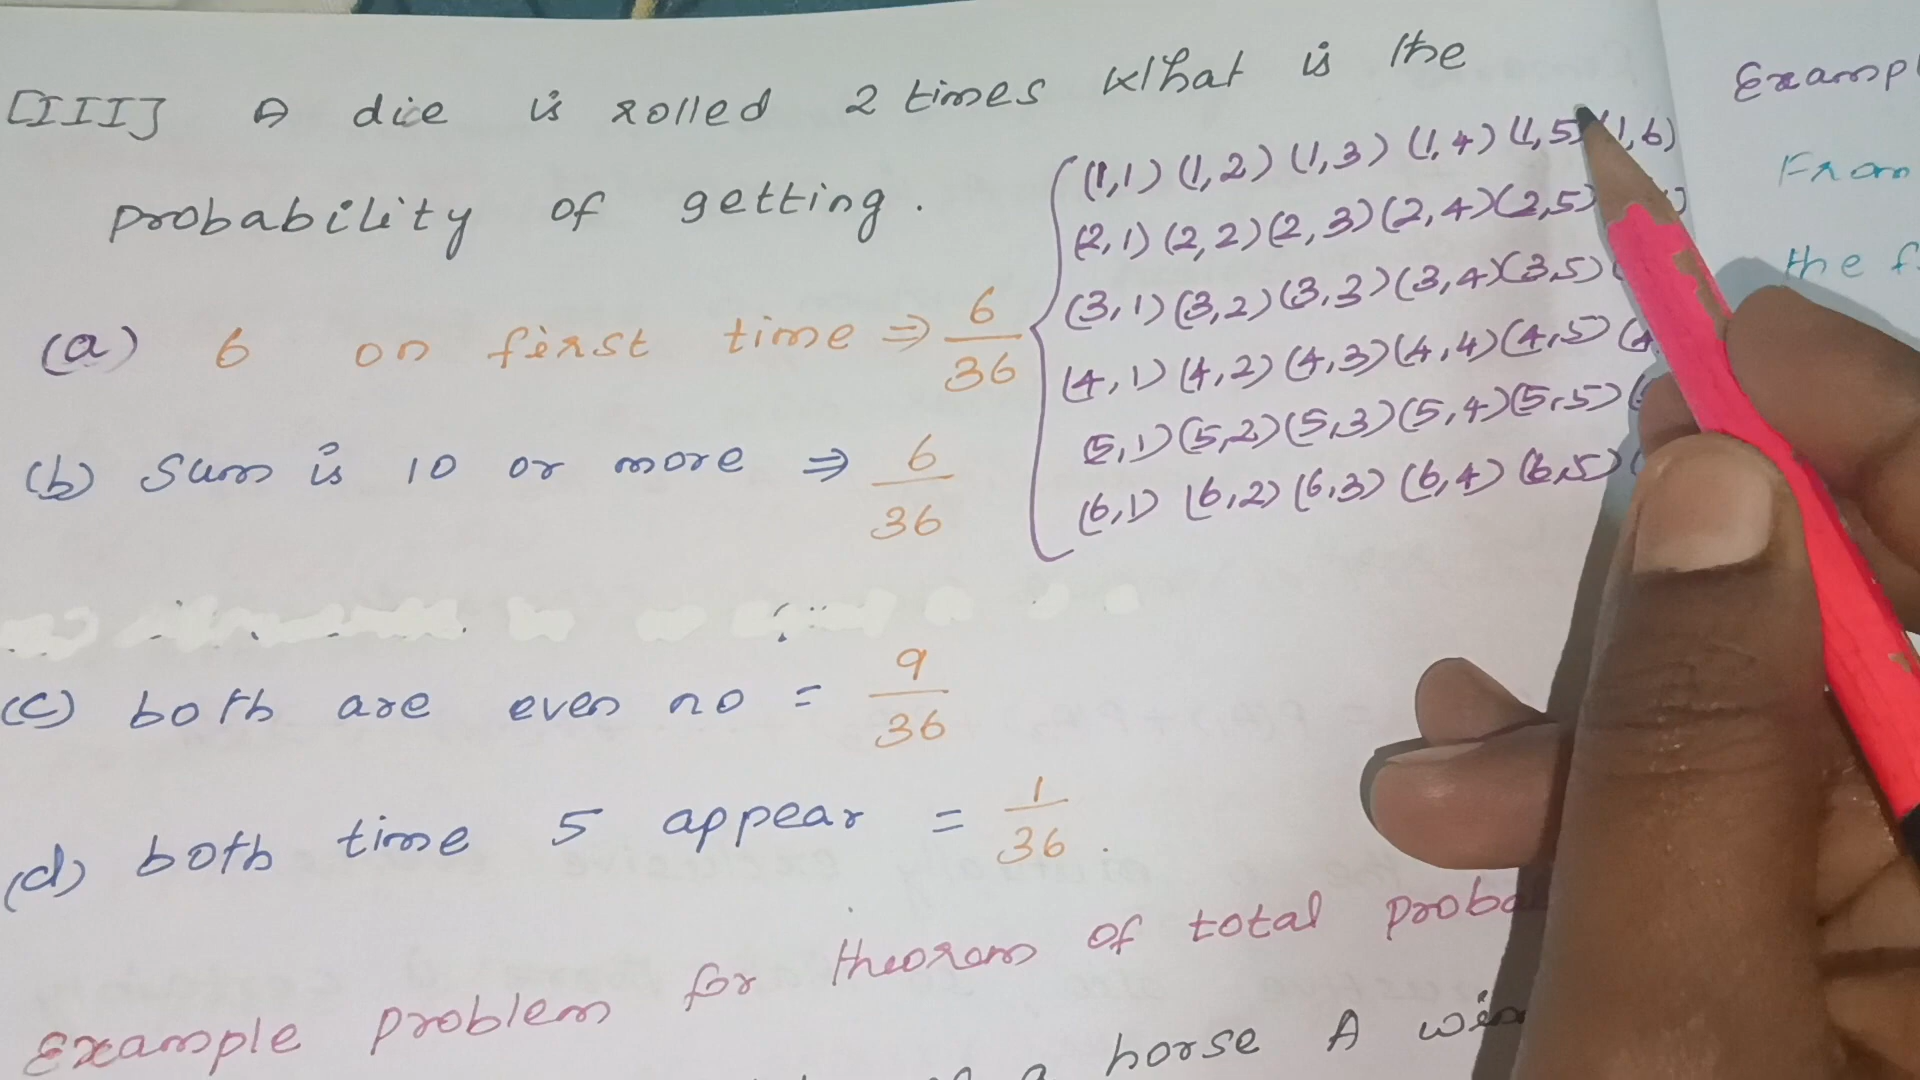 [III] A dice is rolled 2 times What is the
probability of getting.
(a) 6 on first time ⇒ 6/36
(b) Sum is 10 or more ⇒ 6/36
(c) both are even no = 9/36
(d) both time 5 appear = 1/36.
Example problem for theorem of total
horse A
(1,1) (1,2) (1,3) (1,4) (1,5) (1,6)
(2,1) (2,2) (2,3) (2,4) (2,5)
(3,1) (3,2) (3,3) (3,4) (3,5)
(4,1) (4,2) (4,3) (4,4) (4,5)
(5,1) (5,2) (5,3) (5,4) (5,5)
(6,1) (6,2) (6,3) (6,4) (6,5)
Exampl
From
the f